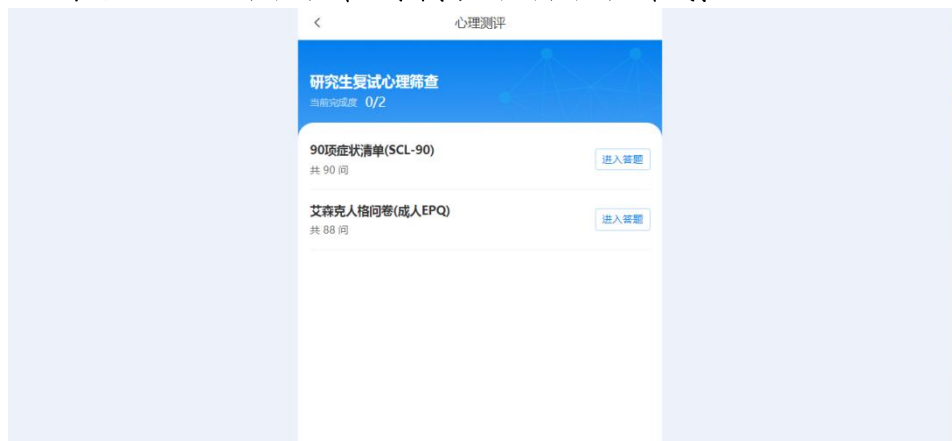 心理测评
研究生复试心理筛查
当前完成度 0/2
90项症状清单(SCL-90)
进入答题
共 90 问
艾森克人格问卷(成人EPQ)
进入答题
共 88 问